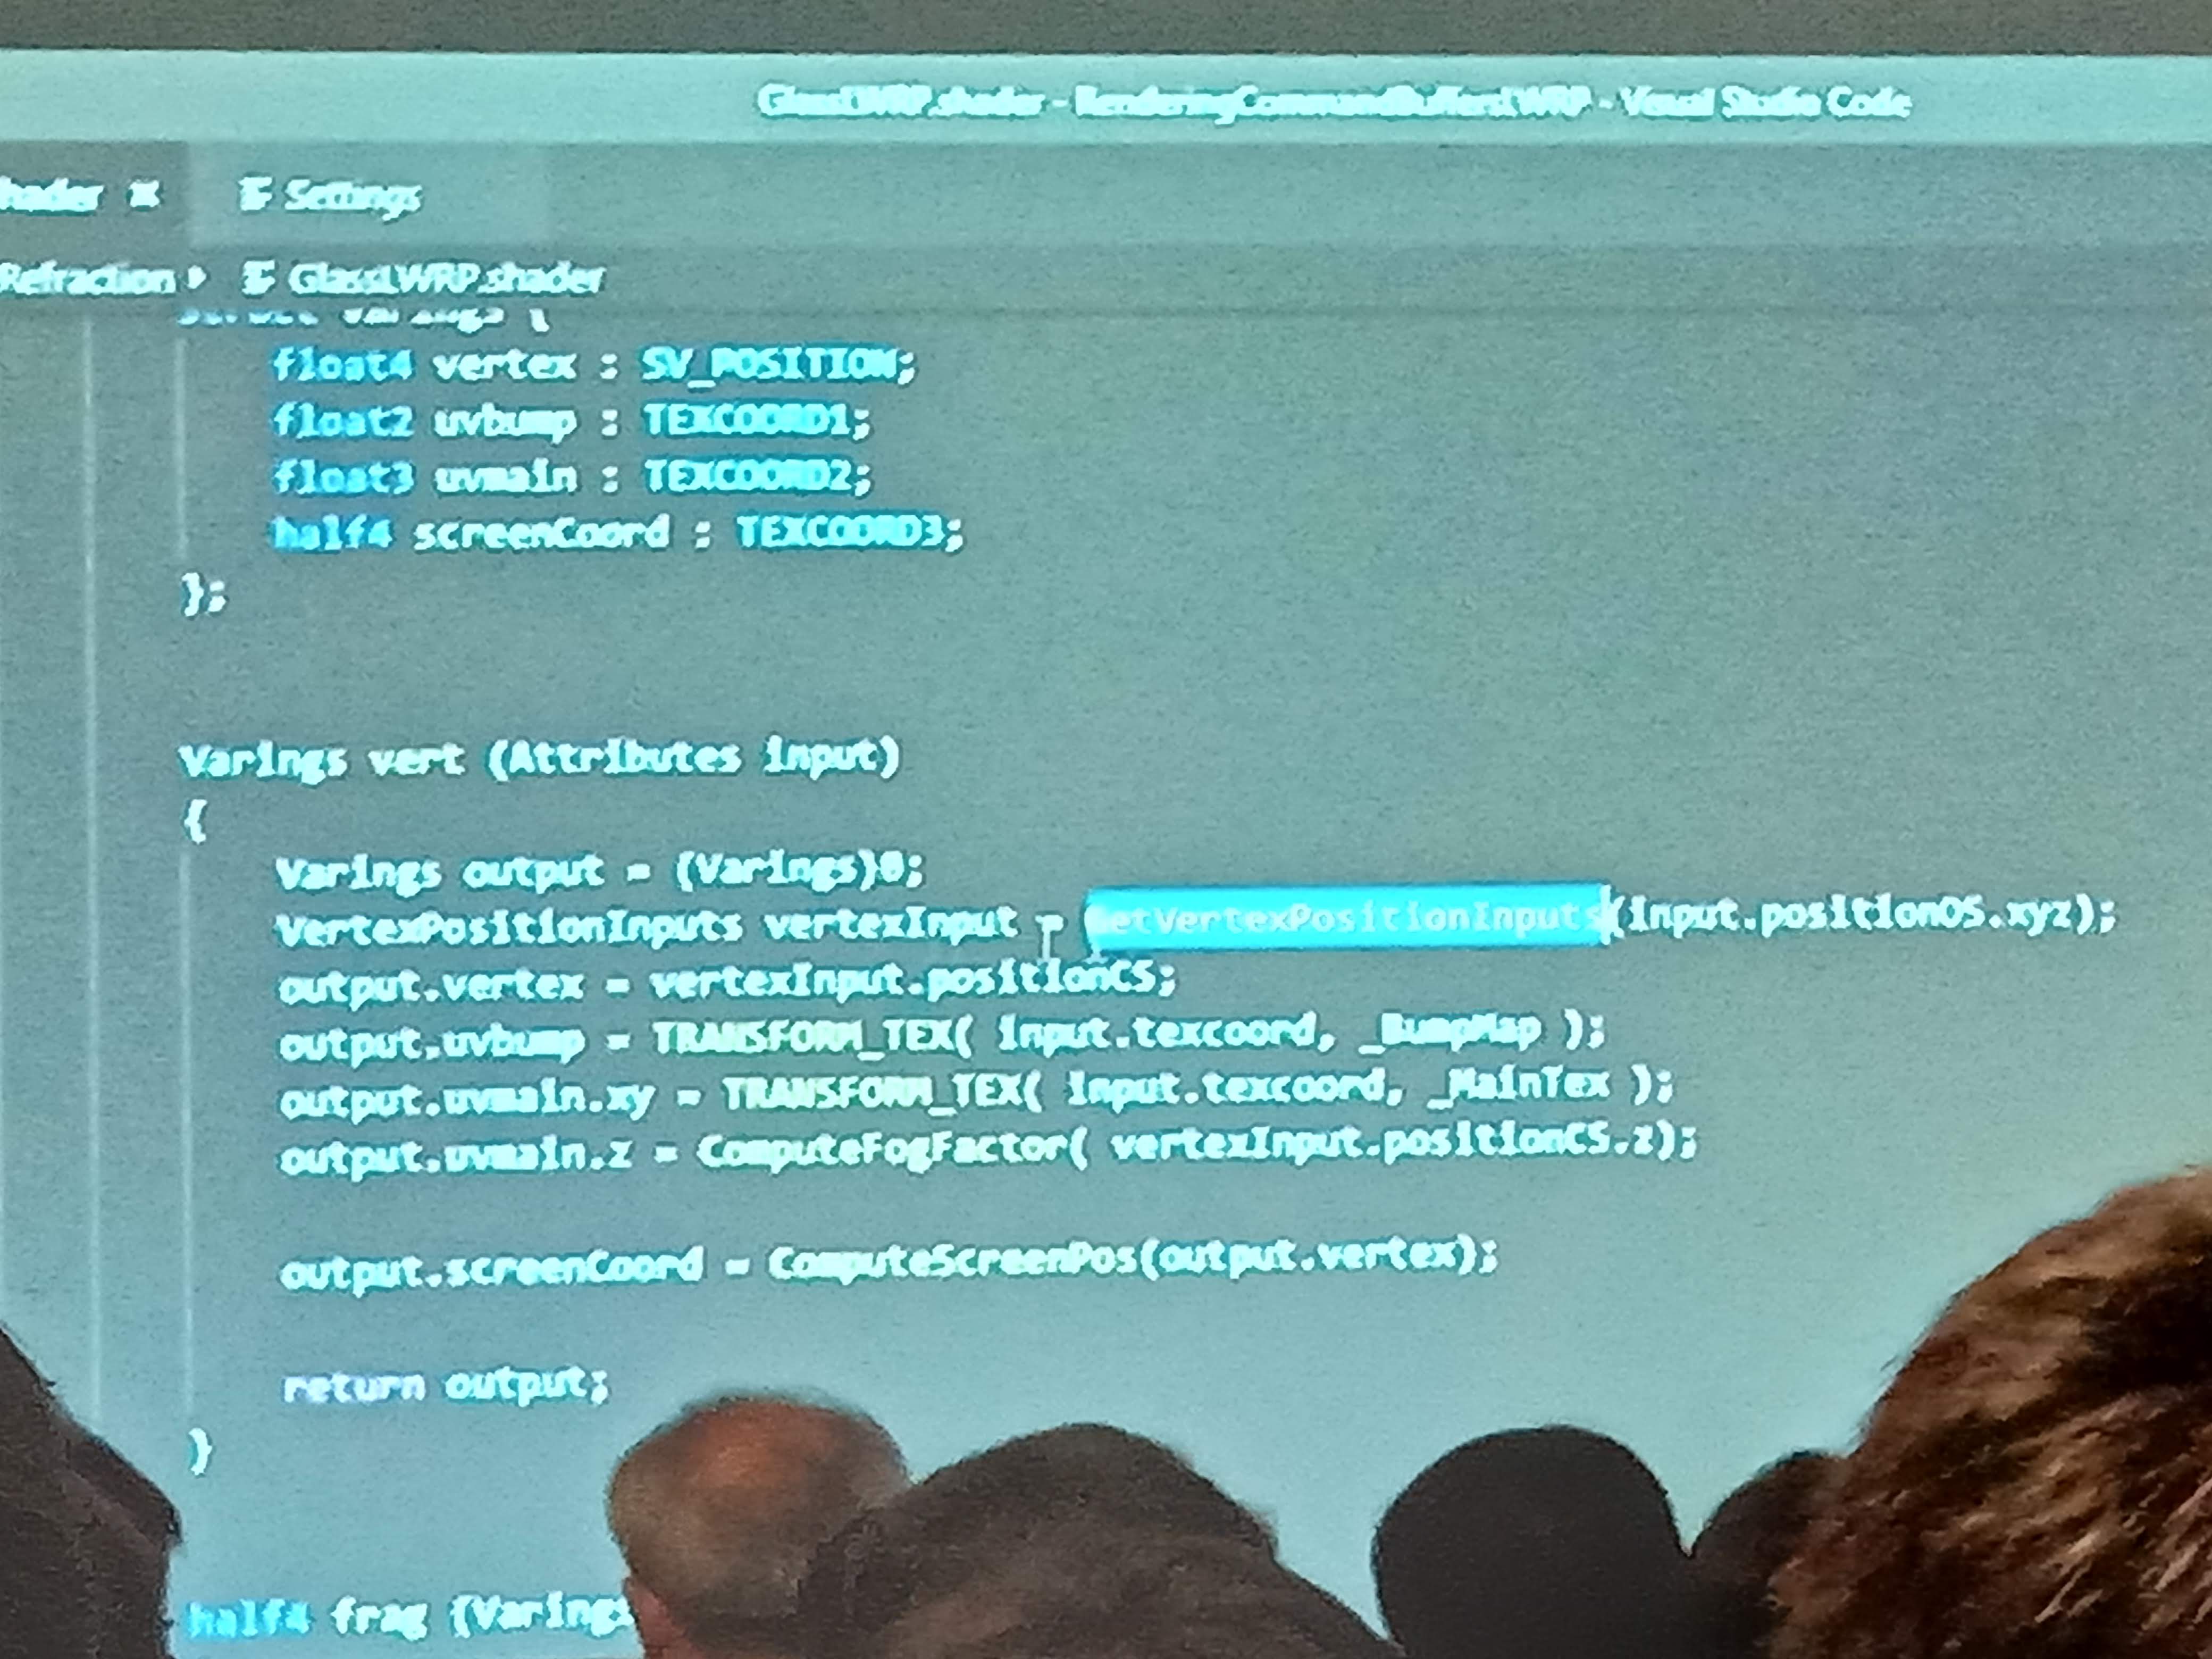 GlassLWRP.shader - RenderingCommandBuffersLWRP - Visual Studio Code
hader × Settings
Refraction › GlassLWRP.shader
struct Varings {
float4 vertex : SV_POSITION;
float2 uvbump : TEXCOORD1;
float3 uvmain : TEXCOORD2;
half4 screenCoord : TEXCOORD3;
};
Varings vert (Attributes input)
{
Varings output = (Varings)0;
VertexPositionInputs vertexInput = GetVertexPositionInputs(input.positionOS.xyz);
output.vertex = vertexInput.positionCS;
output.uvbump = TRANSFORM_TEX( input.texcoord, _BumpMap );
output.uvmain.xy = TRANSFORM_TEX( input.texcoord, _MainTex );
output.uvmain.z = ComputeFogFactor( vertexInput.positionCS.z);
output.screenCoord = ComputeScreenPos(output.vertex);
return output;
}
half4 frag (Varings